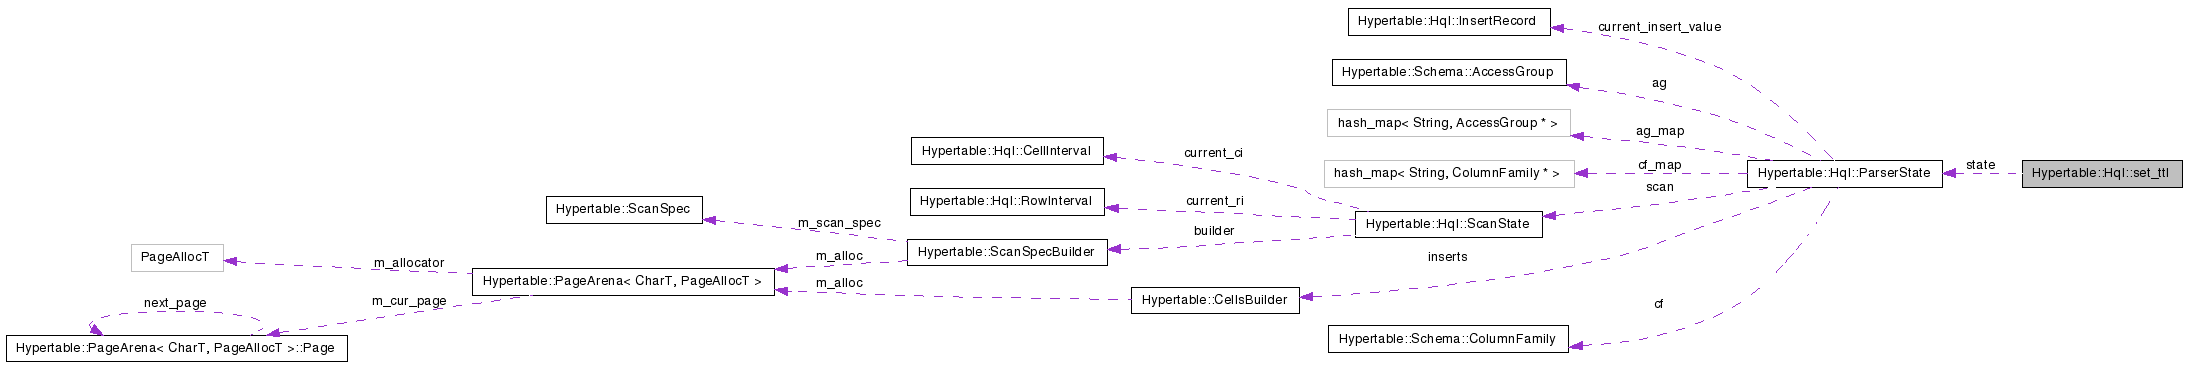 Hypertable::Hql::InsertRecord
current_insert_value
Hypertable::Schema::AccessGroup
ag
hash_map< String, AccessGroup * >
ag_map
Hypertable::Hql::CellInterval
current_ci
hash_map< String, ColumnFamily * >
cf_map
Hypertable::Hql::ParserState
state
Hypertable::Hql::set_ttl
scan
Hypertable::Hql::RowInterval
current_ri
Hypertable::ScanSpec
m_scan_spec
Hypertable::Hql::ScanState
builder
Hypertable::ScanSpecBuilder
PageAllocT
m_allocator
m_alloc
inserts
Hypertable::PageArena< CharT, PageAllocT >
m_alloc
Hypertable::CellsBuilder
next_page
m_cur_page
cf
Hypertable::PageArena< CharT, PageAllocT >::Page
Hypertable::Schema::ColumnFamily